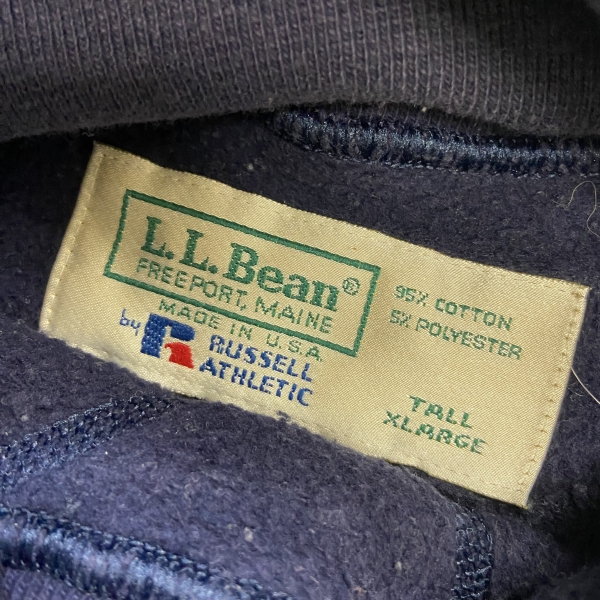 L.L.Bean®
FREEPORT, MAINE
MADE IN U.S.A
by RUSSELL
ATHLETIC
95% COTTON
5% POLYESTER
TALL
XLARGE